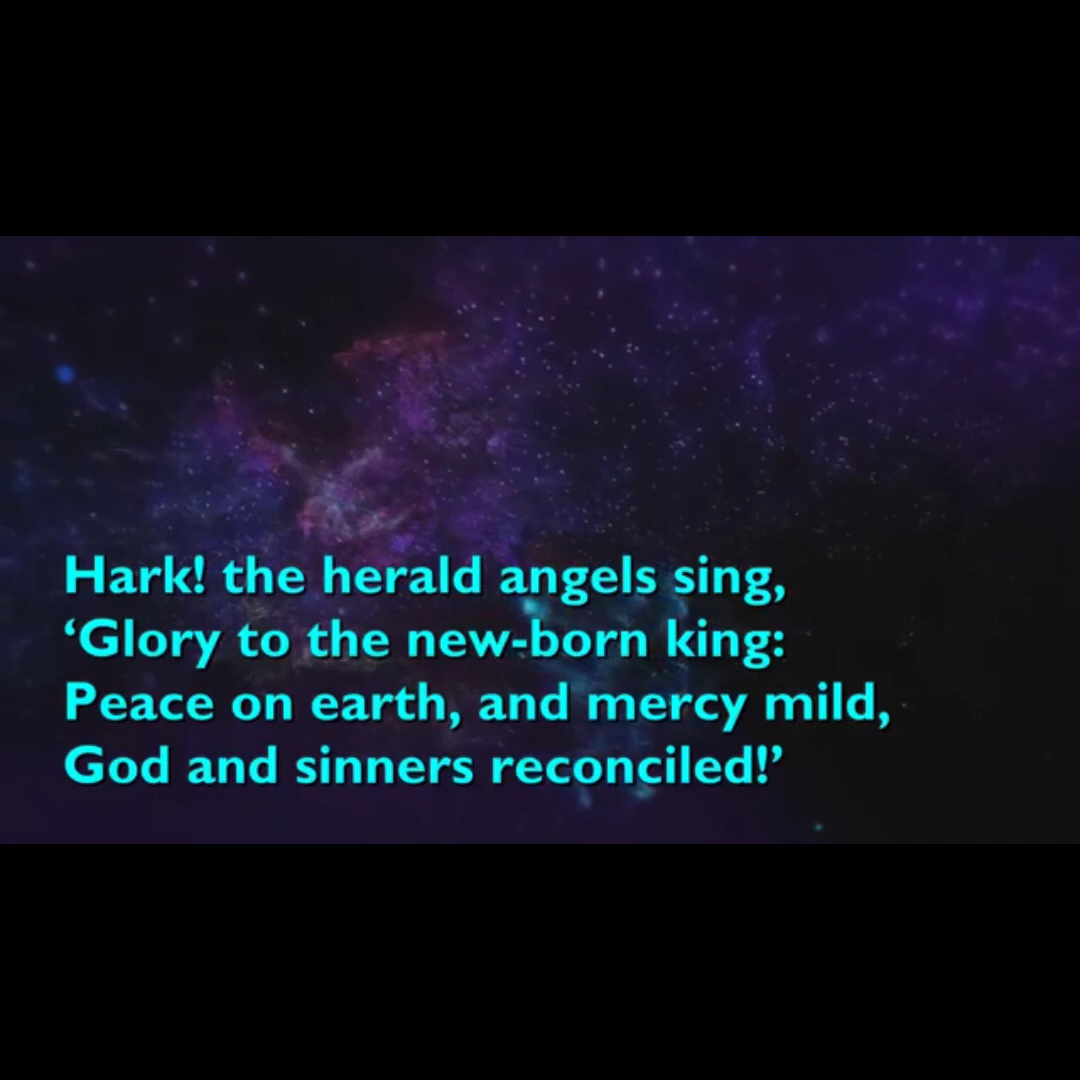 Hark! the herald angels sing,
‘Glory to the new-born king:
Peace on earth, and mercy mild,
God and sinners reconciled!’